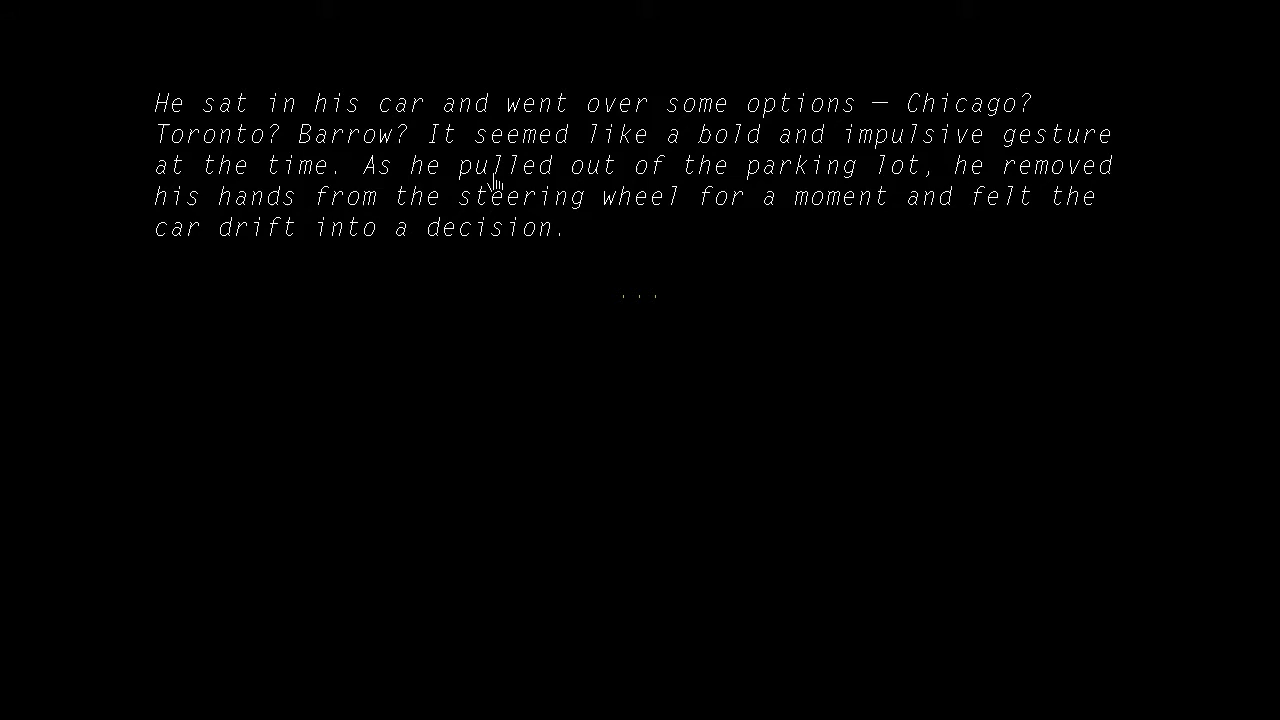 He sat in his car and went over some options — Chicago?
Toronto? Barrow? It seemed like a bold and impulsive gesture
at the time. As he pulled out of the parking lot, he removed
his hands from the steering wheel for a moment and felt the
car drift into a decision.
...